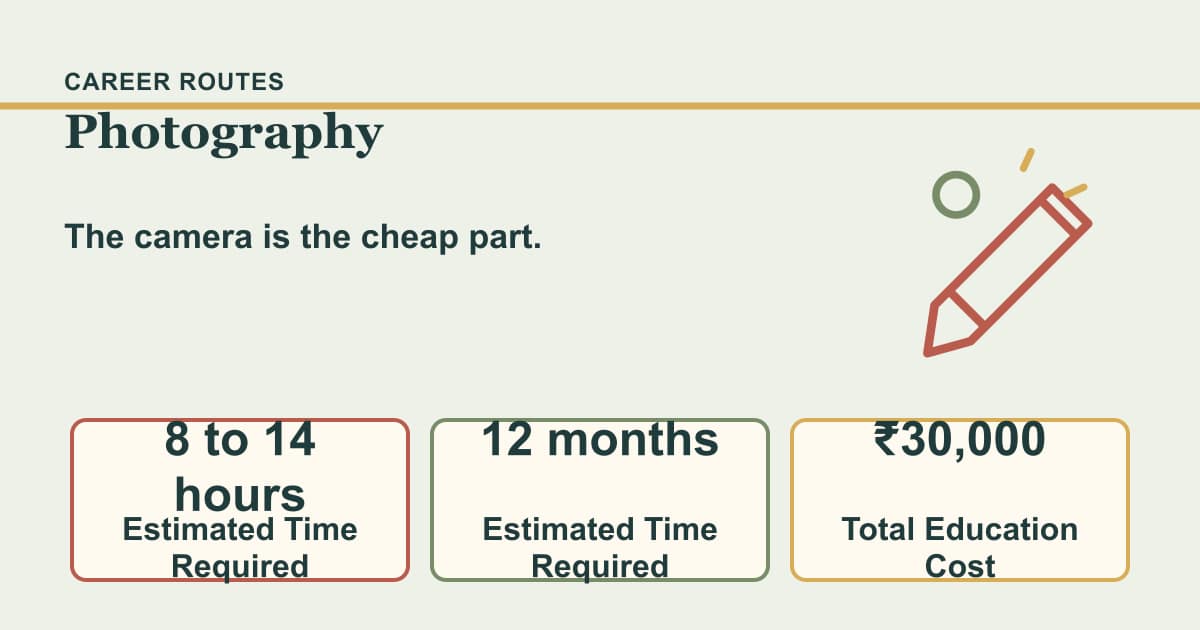 CAREER ROUTES
Photography
The camera is the cheap part.
8 to 14
hours
Estimated Time
Required
12 months
Estimated Time
Required
₹30,000
Total Education
Cost